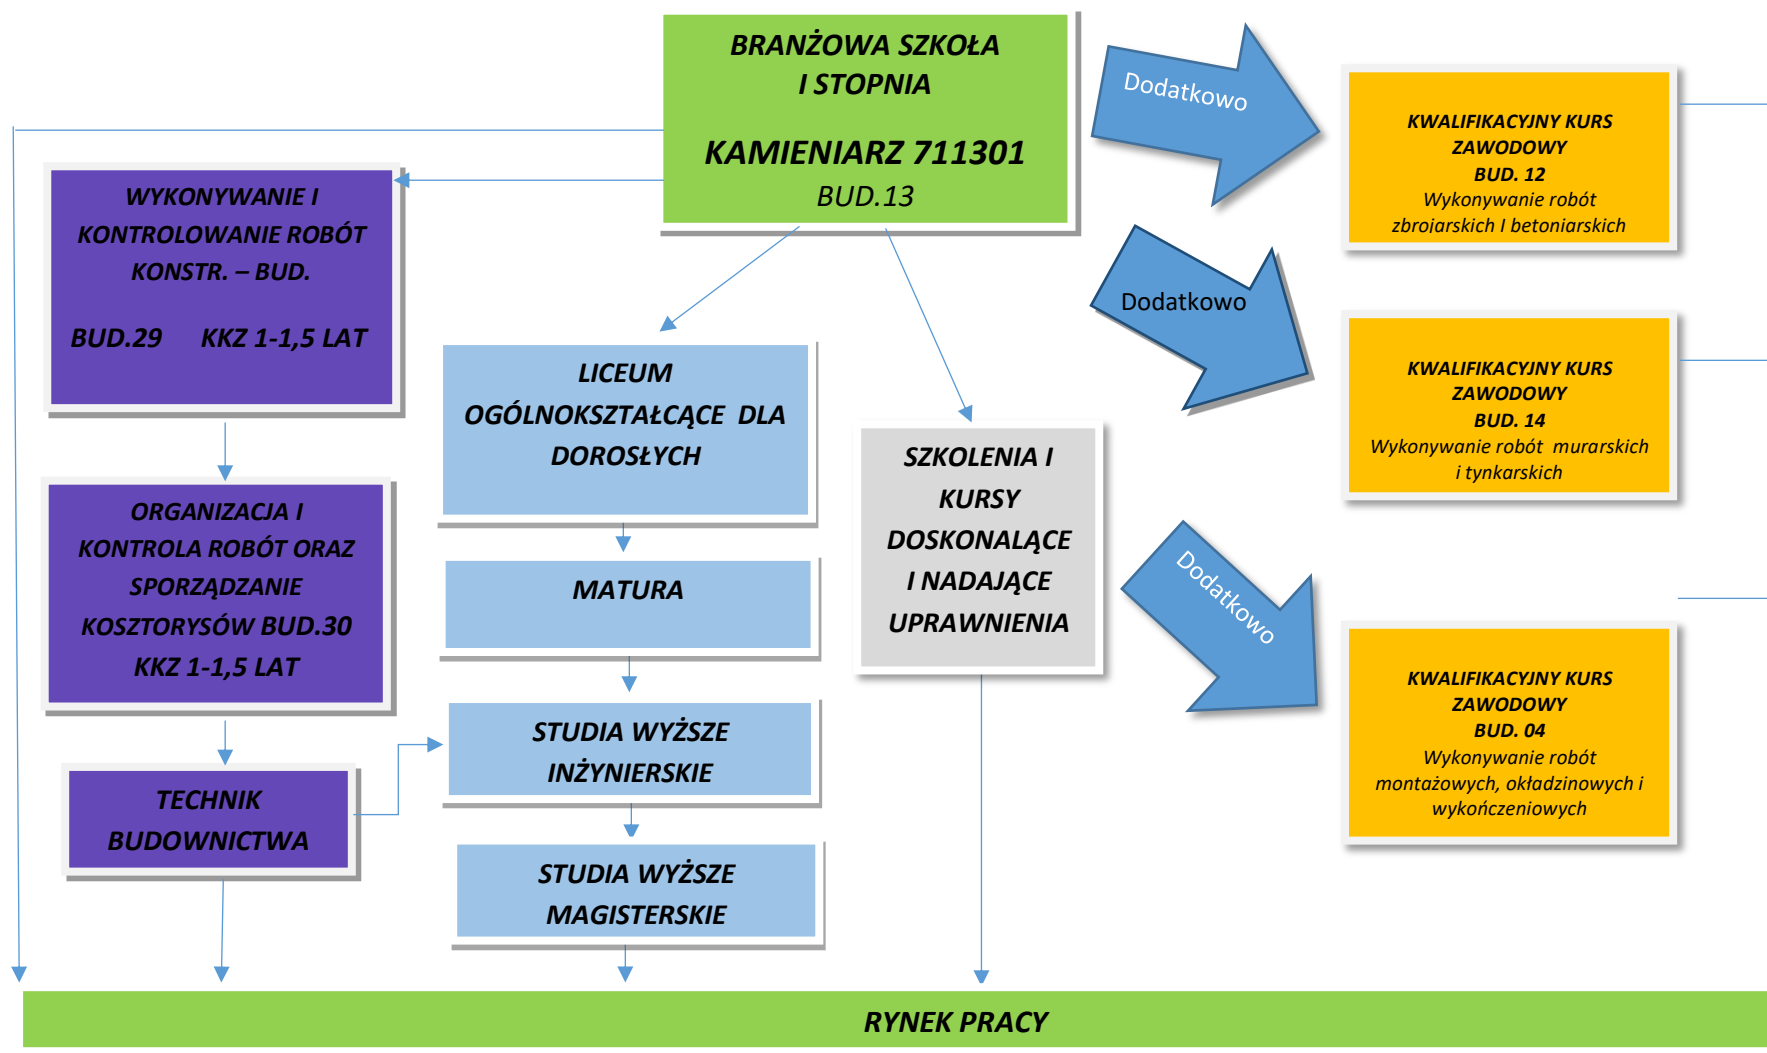 BRANŻOWA SZKOŁA
I STOPNIA
KAMIENIARZ 711301
BUD.13
Dodatkowo
KWALIFIKACYJNY KURS
ZAWODOWY
BUD. 12
Wykonywanie robót
zbrojarskich I betoniarskich
WYKONYWANIE I
KONTROLOWANIE ROBÓT
KONSTR. – BUD.
BUD.29 KKZ 1-1,5 LAT
Dodatkowo
KWALIFIKACYJNY KURS
ZAWODOWY
BUD. 14
Wykonywanie robót murarskich
i tynkarskich
LICEUM
OGÓLNOKSZTAŁCĄCE DLA
DOROSŁYCH
SZKOLENIA I
KURSY
DOSKONALĄCE
I NADAJĄCE
UPRAWNIENIA
ORGANIZACJA I
KONTROLA ROBÓT ORAZ
SPORZĄDZANIE
KOSZTORYSÓW BUD.30
KKZ 1-1,5 LAT
MATURA
Dodatkowo
KWALIFIKACYJNY KURS
ZAWODOWY
BUD. 04
Wykonywanie robót
montażowych, okładzinowych i
wykończeniowych
STUDIA WYŻSZE
INŻYNIERSKIE
TECHNIK
BUDOWNICTWA
STUDIA WYŻSZE
MAGISTERSKIE
RYNEK PRACY